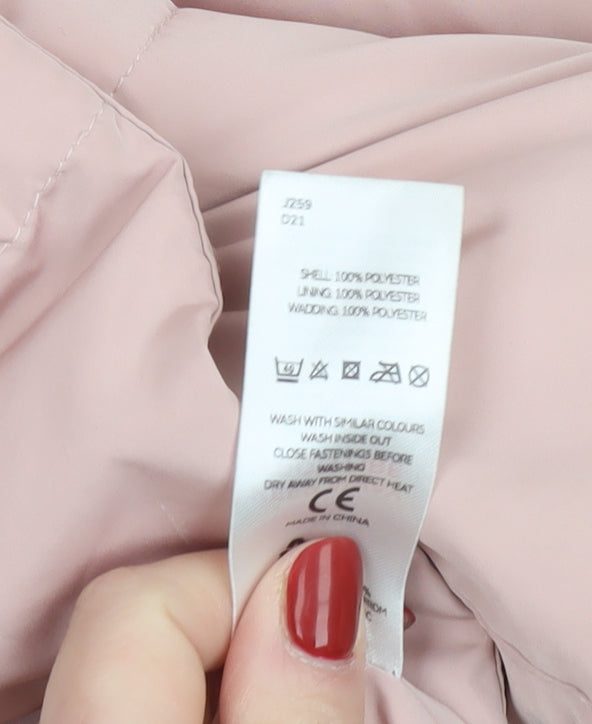 J259
D21
SHELL: 100% POLYESTER
LINING: 100% POLYESTER
WADDING: 100% POLYESTER
40
WASH WITH SIMILAR COLOURS
WASH INSIDE OUT
CLOSE FASTENINGS BEFORE
WASHING
DRY AWAY FROM DIRECT HEAT
CE
MADE IN CHINA
%